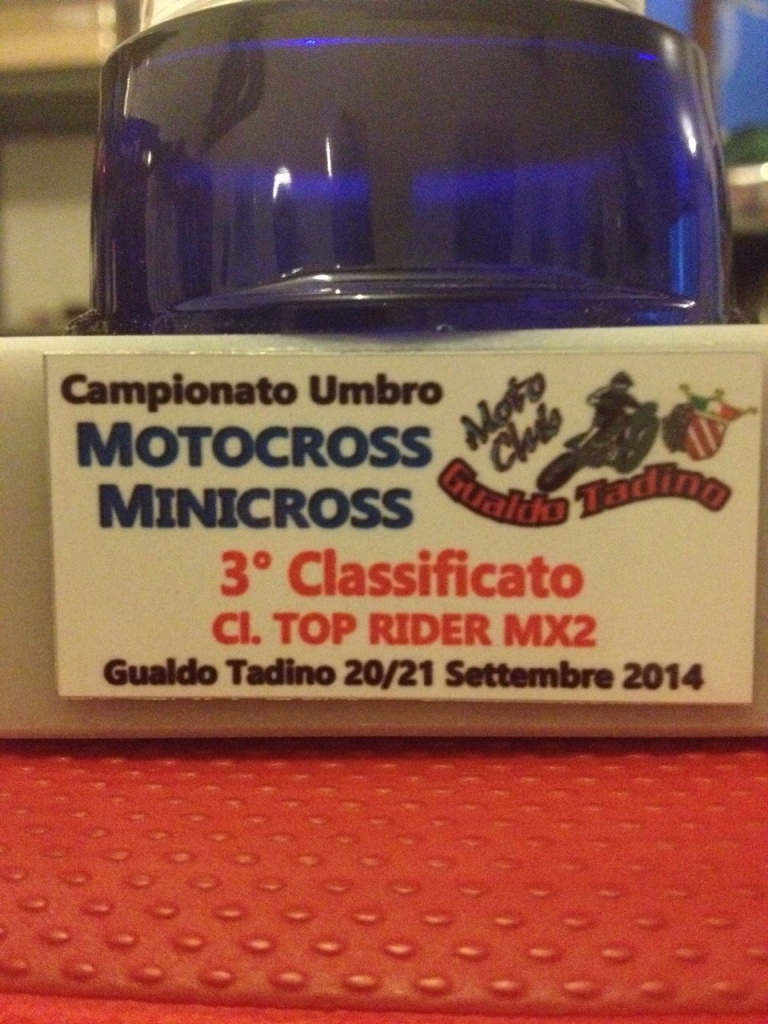 Campionato Umbro
MOTOCROSS
MINICROSS
Moto
Club
Gualdo Tadino
3° Classificato
Cl. TOP RIDER MX2
Gualdo Tadino 20/21 Settembre 2014